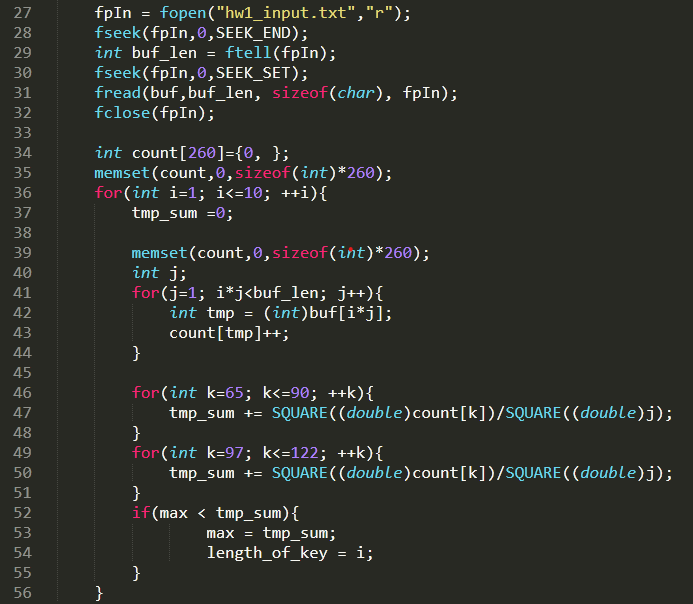 27 fpIn = fopen("hw1_input.txt","r");
28 fseek(fpIn,0,SEEK_END);
29 int buf_len = ftell(fpIn);
30 fseek(fpIn,0,SEEK_SET);
31 fread(buf,buf_len, sizeof(char), fpIn);
32 fclose(fpIn);
33
34 int count[260]={0, };
35 memset(count,0,sizeof(int)*260);
36 for(int i=1; i<=10; ++i){
37 tmp_sum =0;
38
39 memset(count,0,sizeof(int)*260);
40 int j;
41 for(j=1; i*j<buf_len; j++){
42 int tmp = (int)buf[i*j];
43 count[tmp]++;
44 }
45
46 for(int k=65; k<=90; ++k){
47 tmp_sum += SQUARE((double)count[k])/SQUARE((double)j);
48 }
49 for(int k=97; k<=122; ++k){
50 tmp_sum += SQUARE((double)count[k])/SQUARE((double)j);
51 }
52 if(max < tmp_sum){
53 max = tmp_sum;
54 length_of_key = i;
55 }
56 }